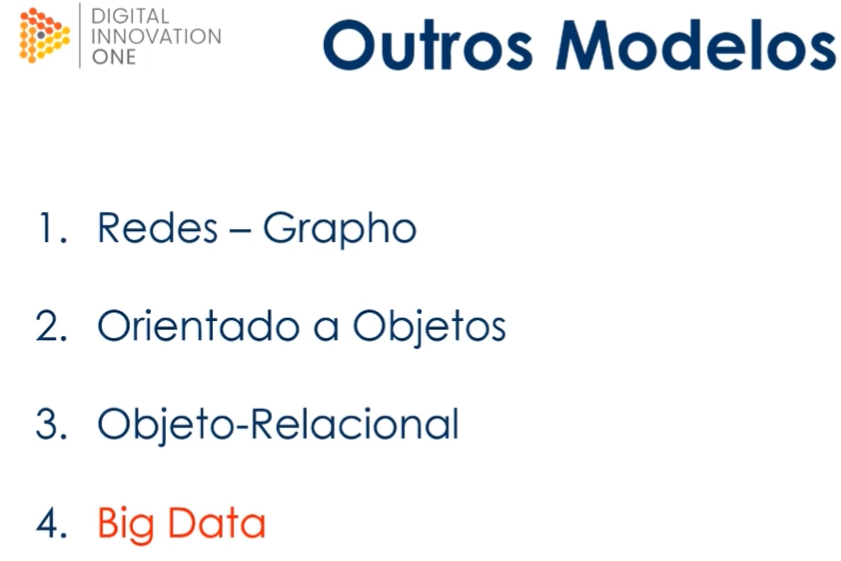 DIGITAL
INNOVATION
ONE
Outros Modelos
1. Redes – Grapho
2. Orientado a Objetos
3. Objeto-Relacional
4. Big Data